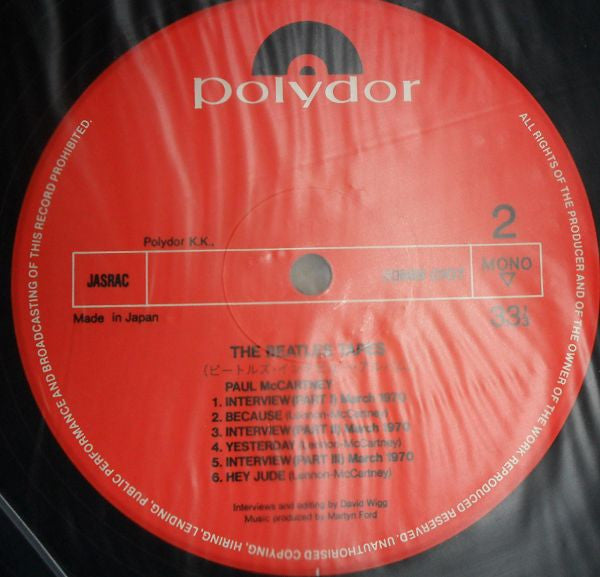 polydor
2
Polydor K.K.,
JASRAC
MONO
Made in Japan
33⅓
THE BEATLES TAPES
PAUL McCARTNEY
1. INTERVIEW (PART I) March 1970
2. BECAUSE (Lennon-McCartney)
3. INTERVIEW (PART II) March 1970
4. YESTERDAY (Lennon-McCartney)
5. INTERVIEW (PART III) March 1970
6. HEY JUDE (Lennon-McCartney)
Interviews and editing by David Wigg
Music produced by Martyn Ford
ALL RIGHTS OF THE PRODUCER AND OF THE OWNER OF THE WORK REPRODUCED RESERVED. UNAUTHORISED COPYING, HIRING, LENDING, PUBLIC PERFORMANCE AND BROADCASTING OF THIS RECORD PROHIBITED.